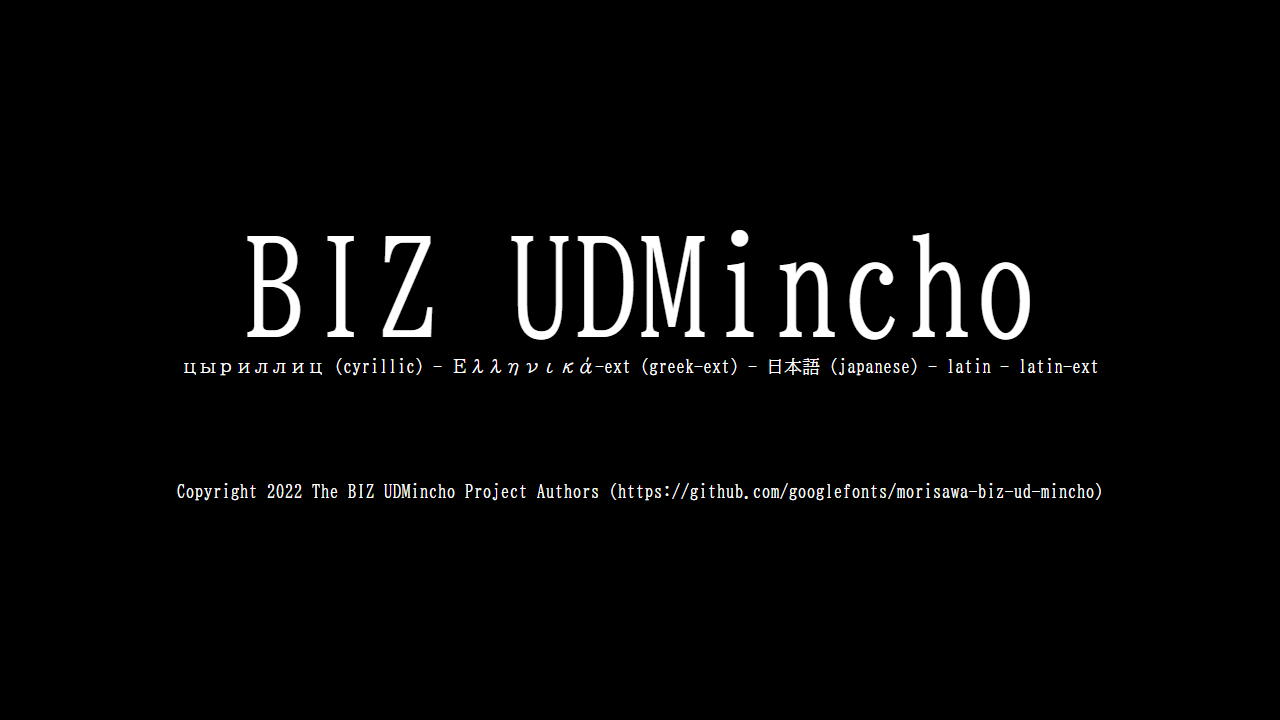 BIZ UDMincho
цыриллиц (cyrillic) - Ελληνικά-ext (greek-ext) - 日本語 (japanese) - latin - latin-ext
Copyright 2022 The BIZ UDMincho Project Authors (https://github.com/googlefonts/morisawa-biz-ud-mincho)